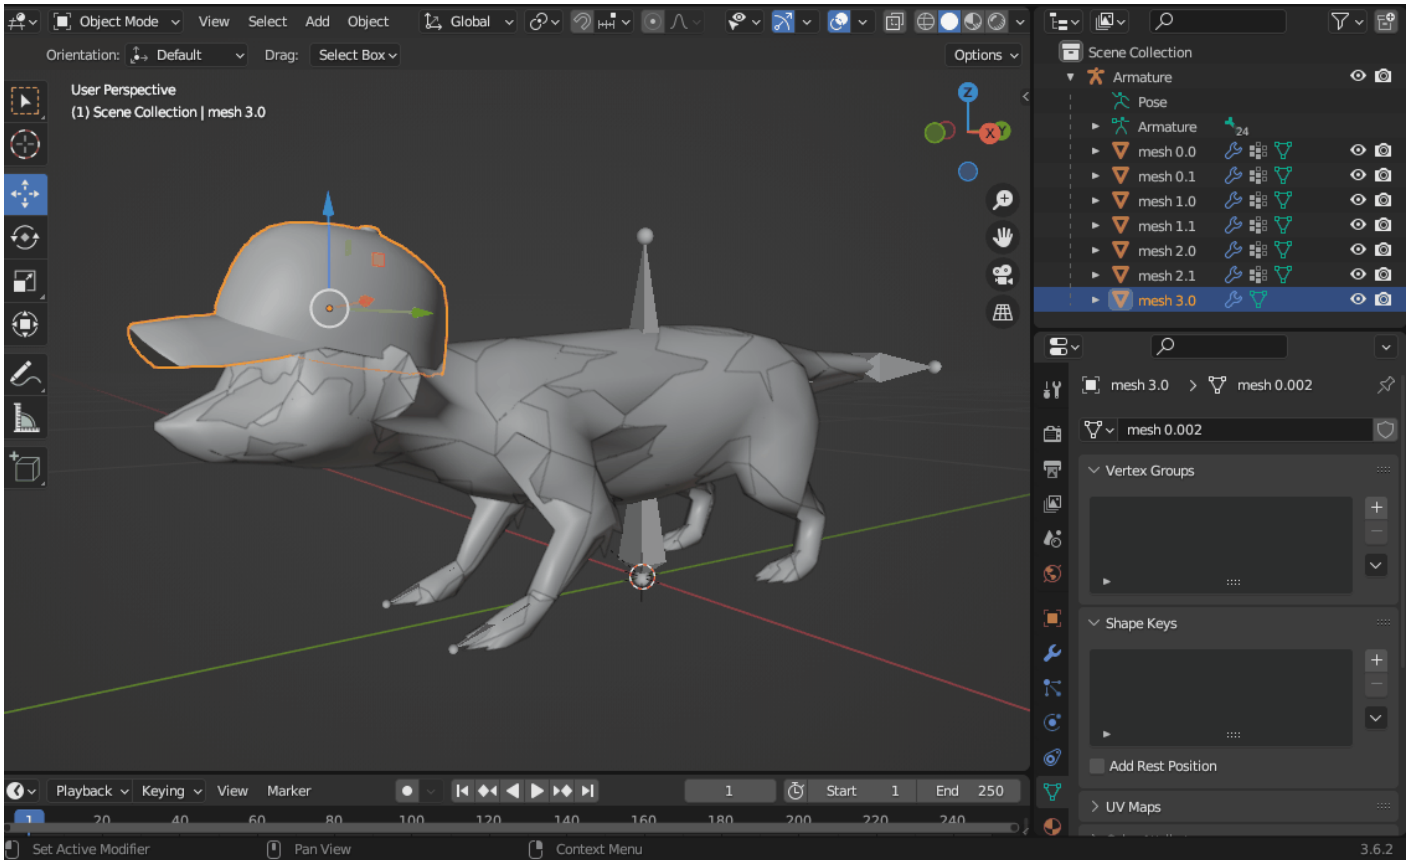 Object Mode View Select Add Object Global
Orientation: Default Drag: Select Box Options
User Perspective
(1) Scene Collection | mesh 3.0
Z
X
Y
Scene Collection
Armature
Pose
Armature 24
mesh 0.0
mesh 0.1
mesh 1.0
mesh 1.1
mesh 2.0
mesh 2.1
mesh 3.0
mesh 3.0 > mesh 0.002
mesh 0.002
Vertex Groups
Shape Keys
Add Rest Position
UV Maps
Playback Keying View Marker 1 Start 1 End 250
1 20 40 60 80 100 120 140 160 180 200 220 240
Set Active Modifier Pan View Context Menu 3.6.2